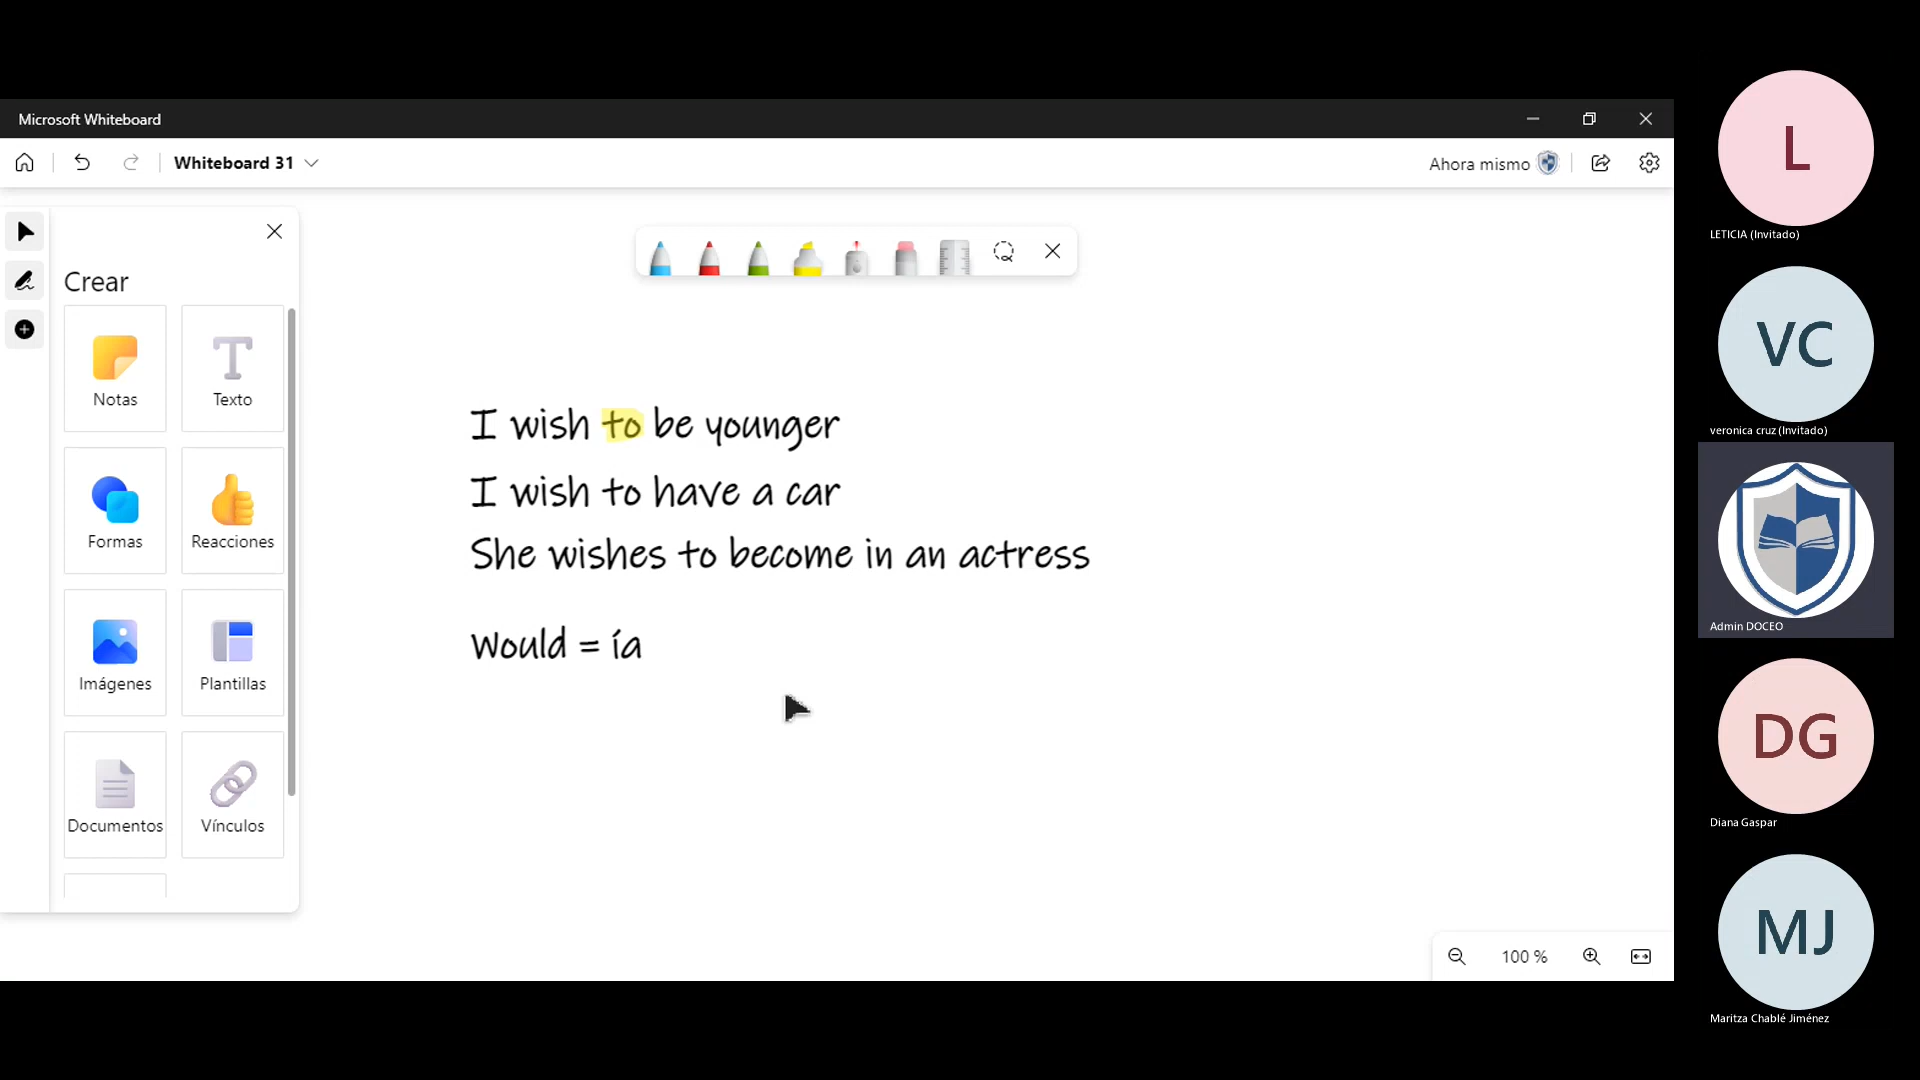 Microsoft Whiteboard
Whiteboard 31
Ahora mismo
Crear
Notas
Texto
Formas
Reacciones
Imágenes
Plantillas
Documentos
Vínculos
I wish to be younger
I wish to have a car
She wishes to become in an actress
Would = ía
100 %
L
LETICIA (Invitado)
VC
veronica cruz (Invitado)
Admin DOCEO
DG
Diana Gaspar
MJ
Maritza Chablé Jiménez